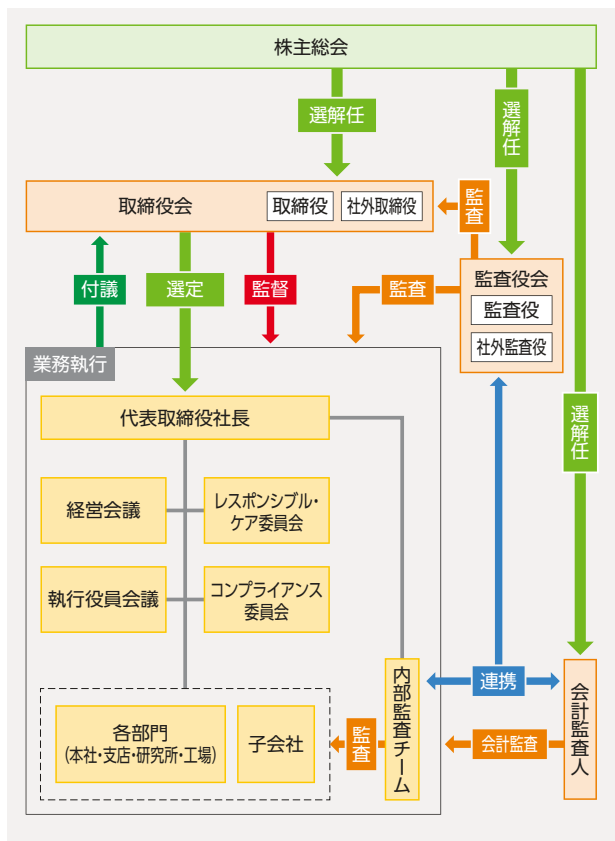 株主総会
選解任
選解任
取締役会
取締役
社外取締役
監査
付議
選定
監督
監査
監査役会
監査役
社外監査役
業務執行
代表取締役社長
選解任
経営会議
レスポンシブル・
ケア委員会
執行役員会議
コンプライアンス
委員会
内部監査チーム
連携
会計監査人
各部門
(本社・支店・研究所・工場)
子会社
監査
会計監査